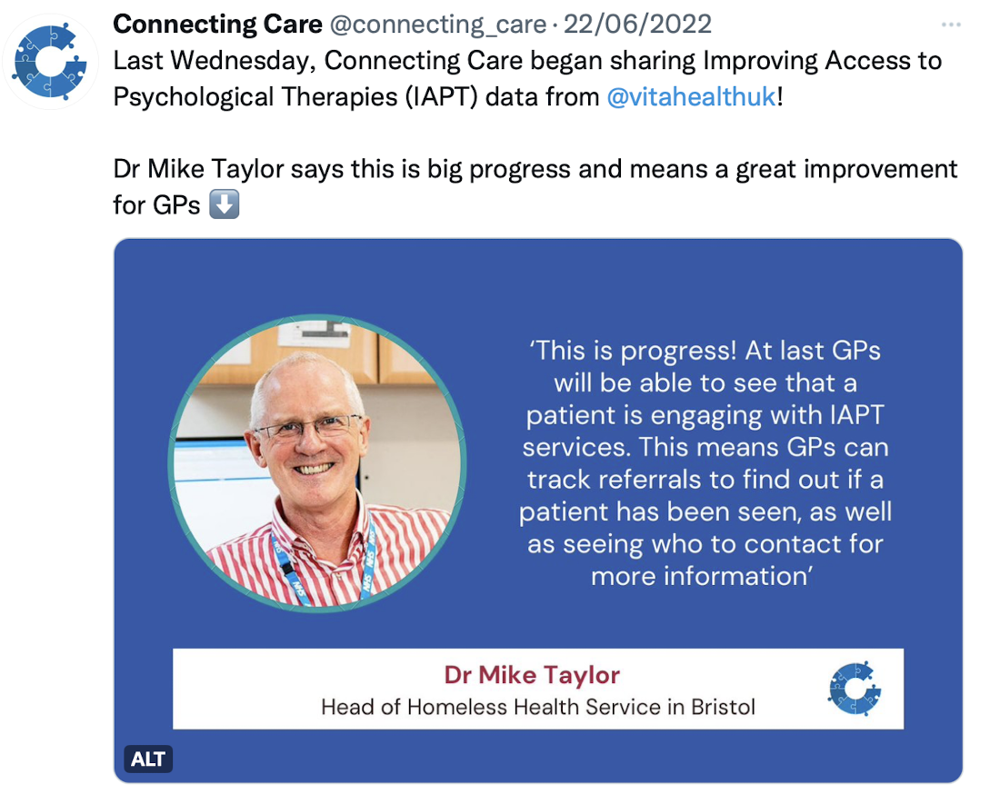 Connecting Care @connecting_care · 22/06/2022
Last Wednesday, Connecting Care began sharing Improving Access to
Psychological Therapies (IAPT) data from @vitahealthuk!
Dr Mike Taylor says this is big progress and means a great improvement
for GPs ⬇️
‘This is progress! At last GPs
will be able to see that a
patient is engaging with IAPT
services. This means GPs can
track referrals to find out if a
patient has been seen, as well
as seeing who to contact for
more information’
NHS
NHS
NHS
Dr Mike Taylor
Head of Homeless Health Service in Bristol
ALT